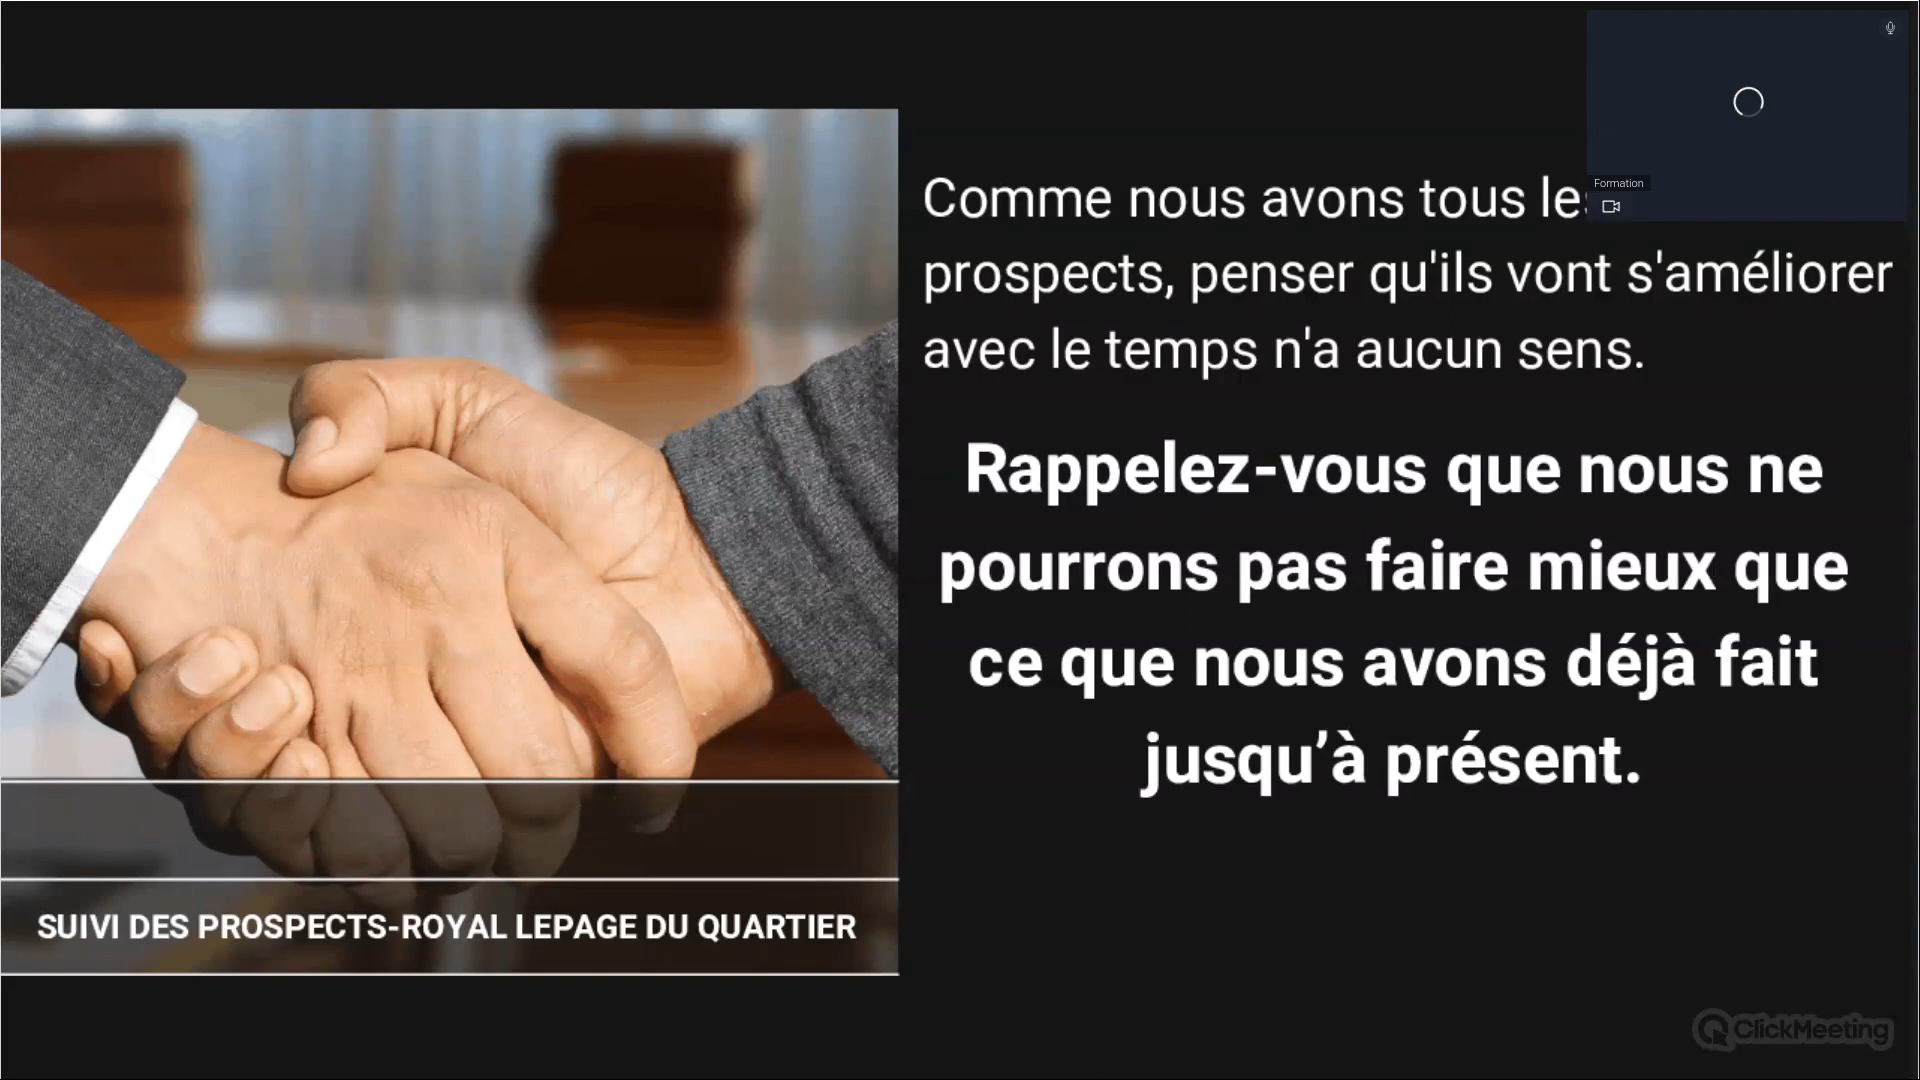 Formation
Comme nous avons tous les
prospects, penser qu'ils vont s'améliorer
avec le temps n'a aucun sens.
Rappelez-vous que nous ne
pourrons pas faire mieux que
ce que nous avons déjà fait
jusqu’à présent.
SUIVI DES PROSPECTS-ROYAL LEPAGE DU QUARTIER
ClickMeeting